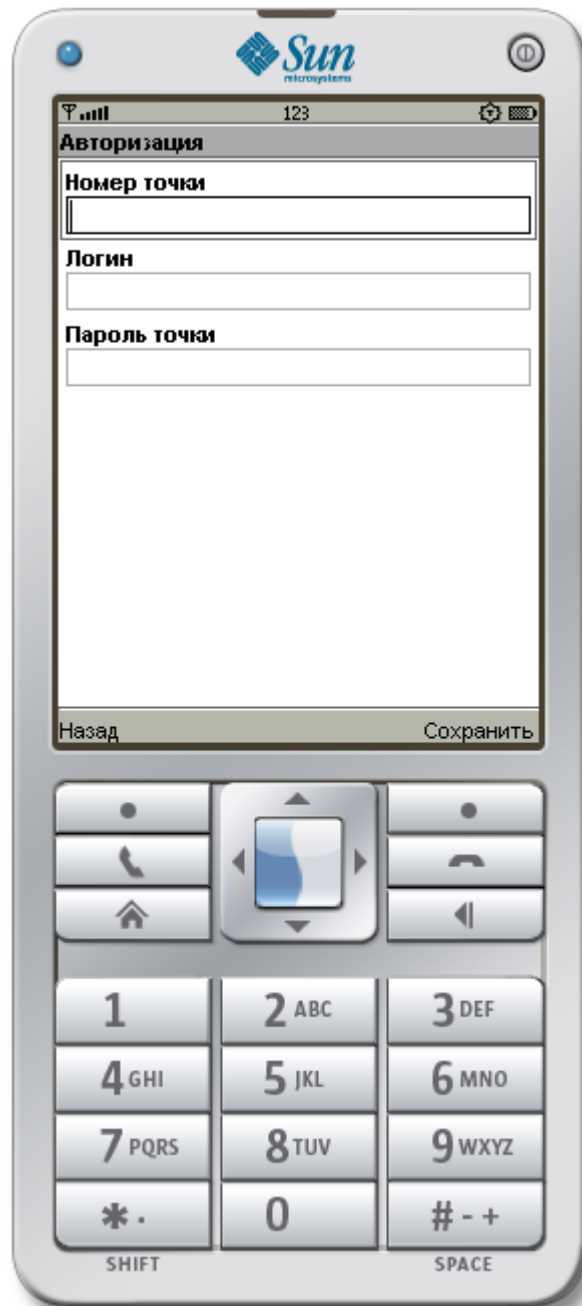 Sun
microsystems
123
Авторизация
Номер точки
Логин
Пароль точки
Назад Сохранить
1 2 ABC 3 DEF
4 GHI 5 JKL 6 MNO
7 PQRS 8 TUV 9 WXYZ
* . 0 # - +
SHIFT SPACE